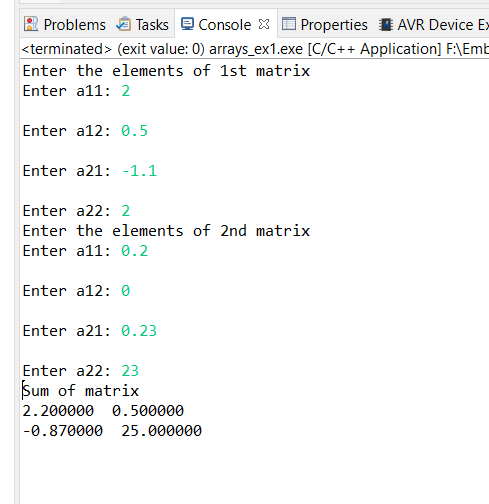 Problems Tasks Console Properties AVR Device Ex
<terminated> (exit value: 0) arrays_ex1.exe [C/C++ Application] F:\Emb
Enter the elements of 1st matrix
Enter a11: 2
Enter a12: 0.5
Enter a21: -1.1
Enter a22: 2
Enter the elements of 2nd matrix
Enter a11: 0.2
Enter a12: 0
Enter a21: 0.23
Enter a22: 23
Sum of matrix
2.200000  0.500000
-0.870000  25.000000